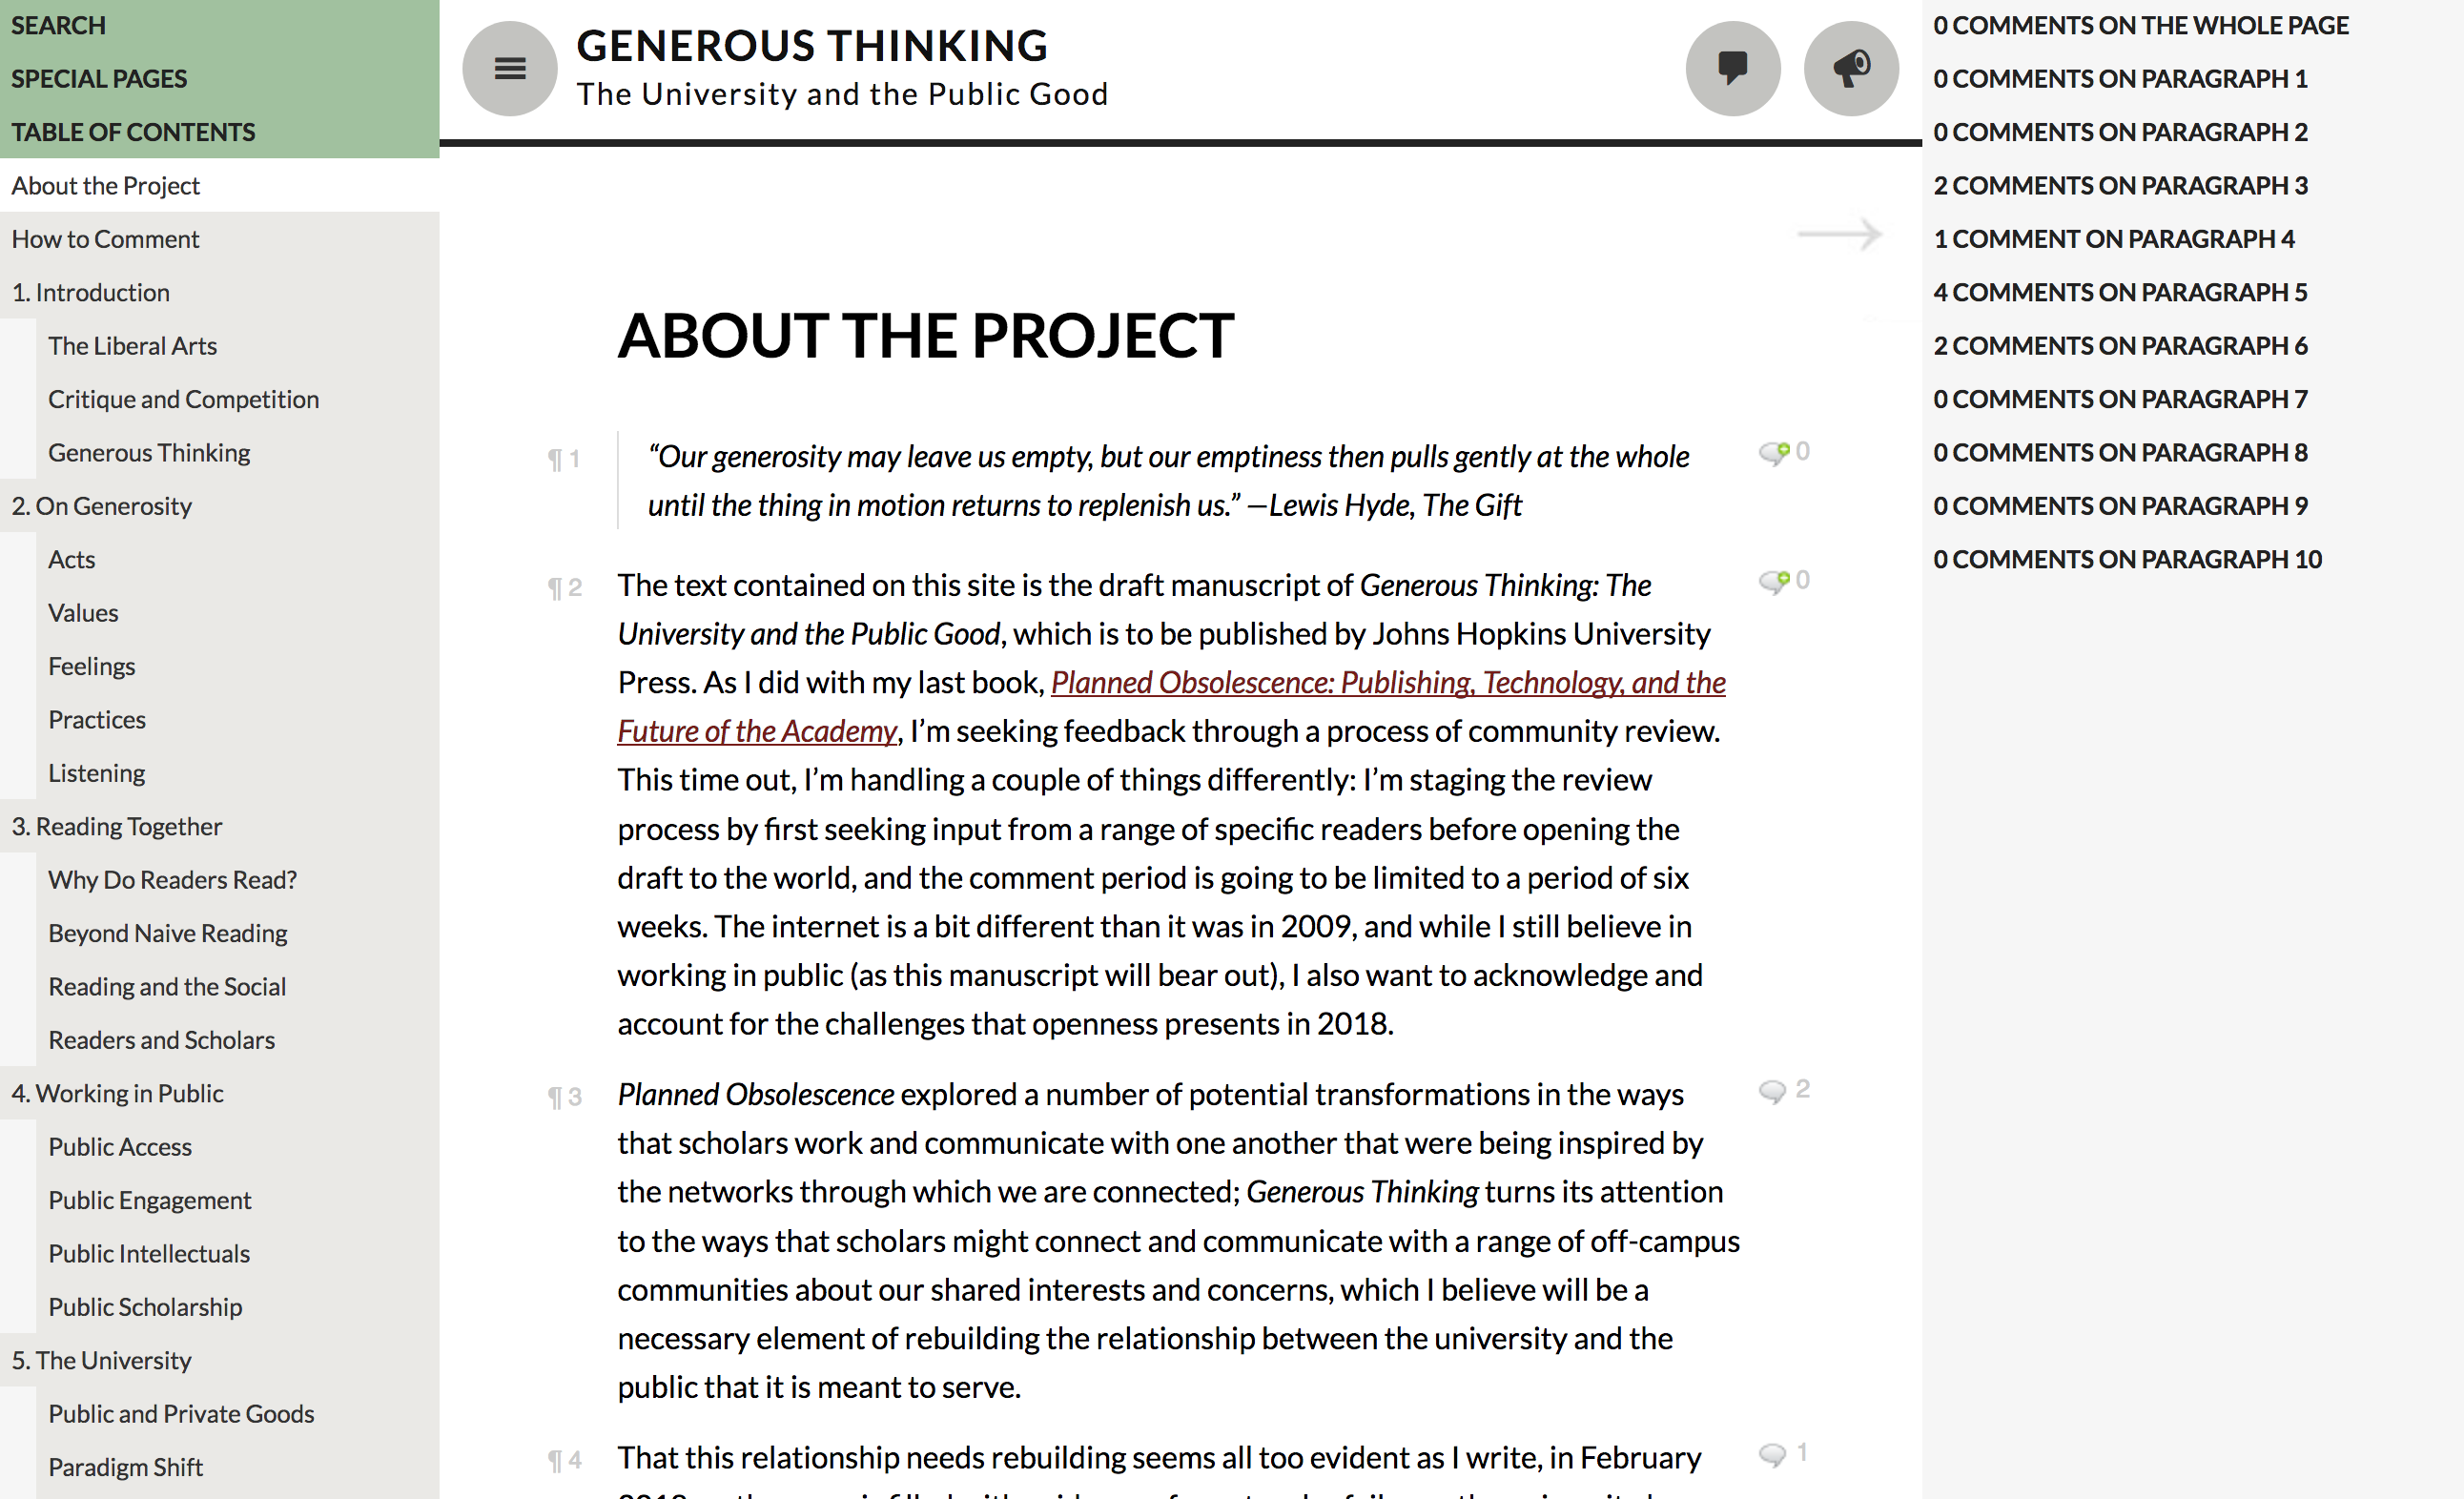 SEARCH
SPECIAL PAGES
TABLE OF CONTENTS
About the Project
How to Comment
1. Introduction
The Liberal Arts
Critique and Competition
Generous Thinking
2. On Generosity
Acts
Values
Feelings
Practices
Listening
3. Reading Together
Why Do Readers Read?
Beyond Naive Reading
Reading and the Social
Readers and Scholars
4. Working in Public
Public Access
Public Engagement
Public Intellectuals
Public Scholarship
5. The University
Public and Private Goods
Paradigm Shift
GENEROUS THINKING
The University and the Public Good
ABOUT THE PROJECT
¶ 1 “Our generosity may leave us empty, but our emptiness then pulls gently at the whole 0
until the thing in motion returns to replenish us.” —Lewis Hyde, The Gift
¶ 2 The text contained on this site is the draft manuscript of Generous Thinking: The 0
University and the Public Good, which is to be published by Johns Hopkins University
Press. As I did with my last book, Planned Obsolescence: Publishing, Technology, and the
Future of the Academy, I’m seeking feedback through a process of community review.
This time out, I’m handling a couple of things differently: I’m staging the review
process by first seeking input from a range of specific readers before opening the
draft to the world, and the comment period is going to be limited to a period of six
weeks. The internet is a bit different than it was in 2009, and while I still believe in
working in public (as this manuscript will bear out), I also want to acknowledge and
account for the challenges that openness presents in 2018.
¶ 3 Planned Obsolescence explored a number of potential transformations in the ways 2
that scholars work and communicate with one another that were being inspired by
the networks through which we are connected; Generous Thinking turns its attention
to the ways that scholars might connect and communicate with a range of off-campus
communities about our shared interests and concerns, which I believe will be a
necessary element of rebuilding the relationship between the university and the
public that it is meant to serve.
¶ 4 That this relationship needs rebuilding seems all too evident as I write, in February 1
0 COMMENTS ON THE WHOLE PAGE
0 COMMENTS ON PARAGRAPH 1
0 COMMENTS ON PARAGRAPH 2
2 COMMENTS ON PARAGRAPH 3
1 COMMENT ON PARAGRAPH 4
4 COMMENTS ON PARAGRAPH 5
2 COMMENTS ON PARAGRAPH 6
0 COMMENTS ON PARAGRAPH 7
0 COMMENTS ON PARAGRAPH 8
0 COMMENTS ON PARAGRAPH 9
0 COMMENTS ON PARAGRAPH 10